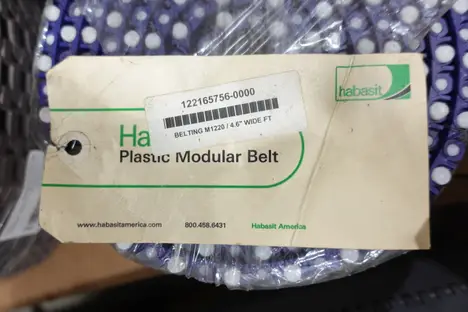 habasit
122165756-0000
BELTING M1220 / 4.6" WIDE FT
Ha
Plastic Modular Belt
www.habasitamerica.com 800.458.6431 Habasit America